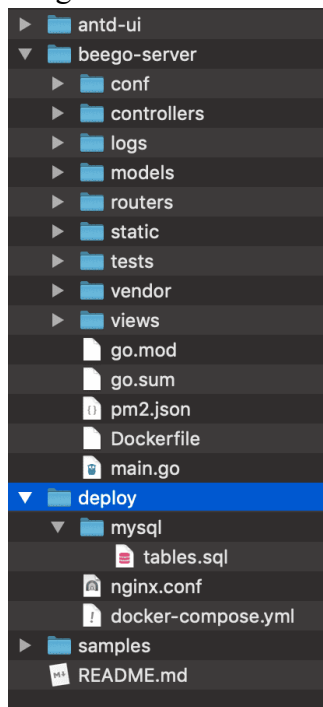 antd-ui
beego-server
conf
controllers
logs
models
routers
static
tests
vendor
views
go.mod
go.sum
pm2.json
Dockerfile
main.go
deploy
mysql
tables.sql
nginx.conf
docker-compose.yml
samples
README.md